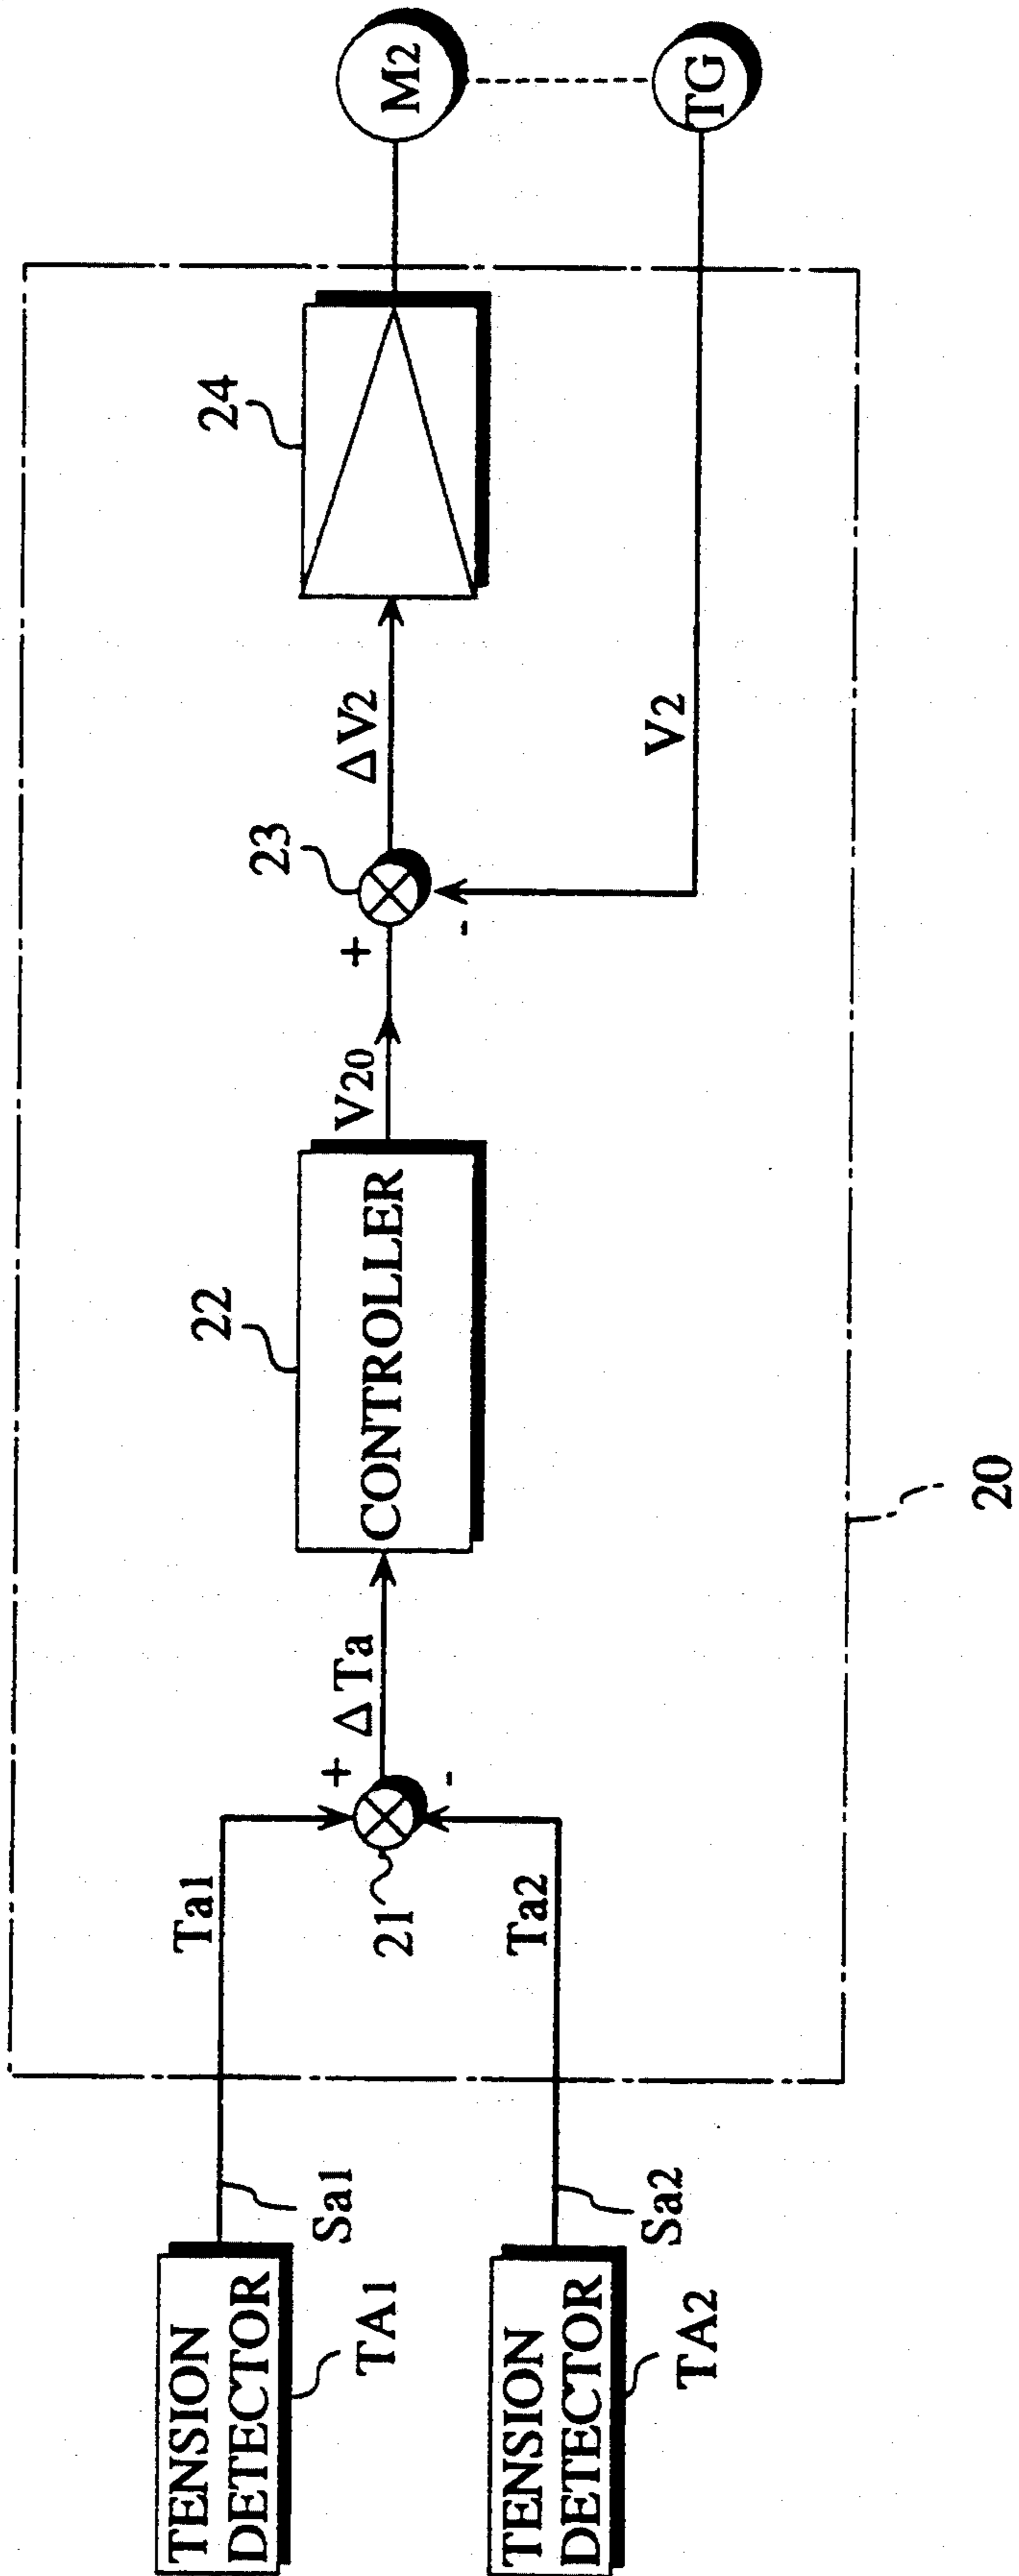 TENSION
DETECTOR
TA1
Sa1
Ta1
TENSION
DETECTOR
TA2
Sa2
Ta2
21
+
-
ΔTa
22
CONTROLLER
V20
+
-
23
ΔV2
24
V2
M2
TG
20